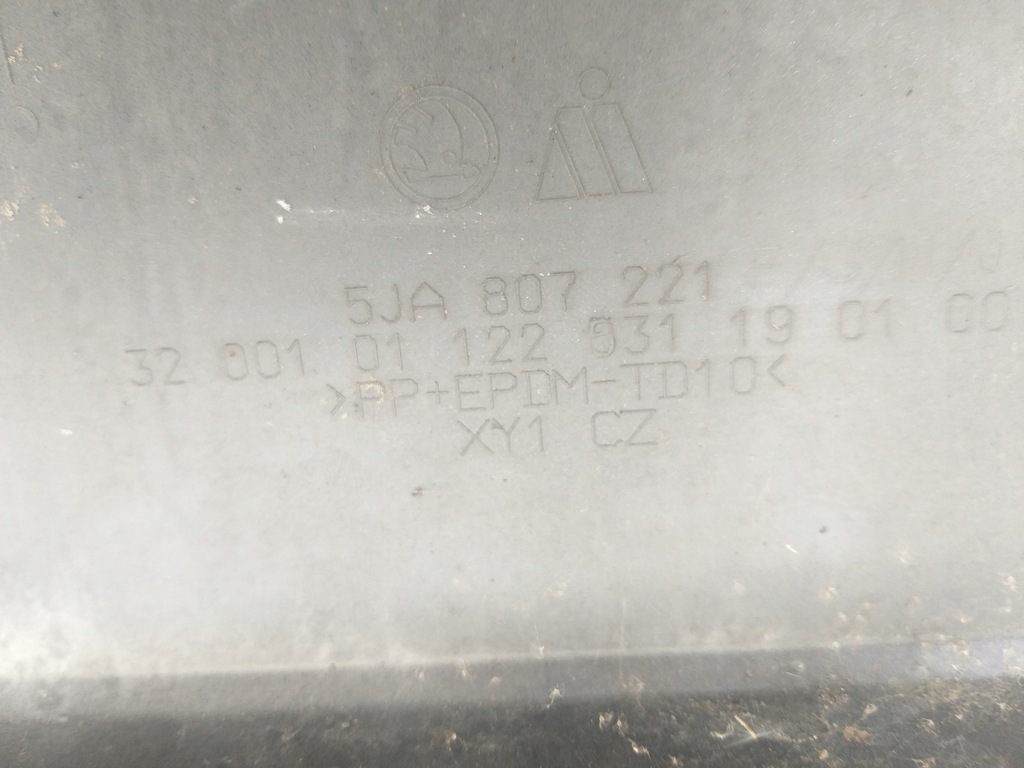 5JA 807 221
32 001 01 122 031 19 01 00
>PP+EPDM-TD10<
XY1 CZ